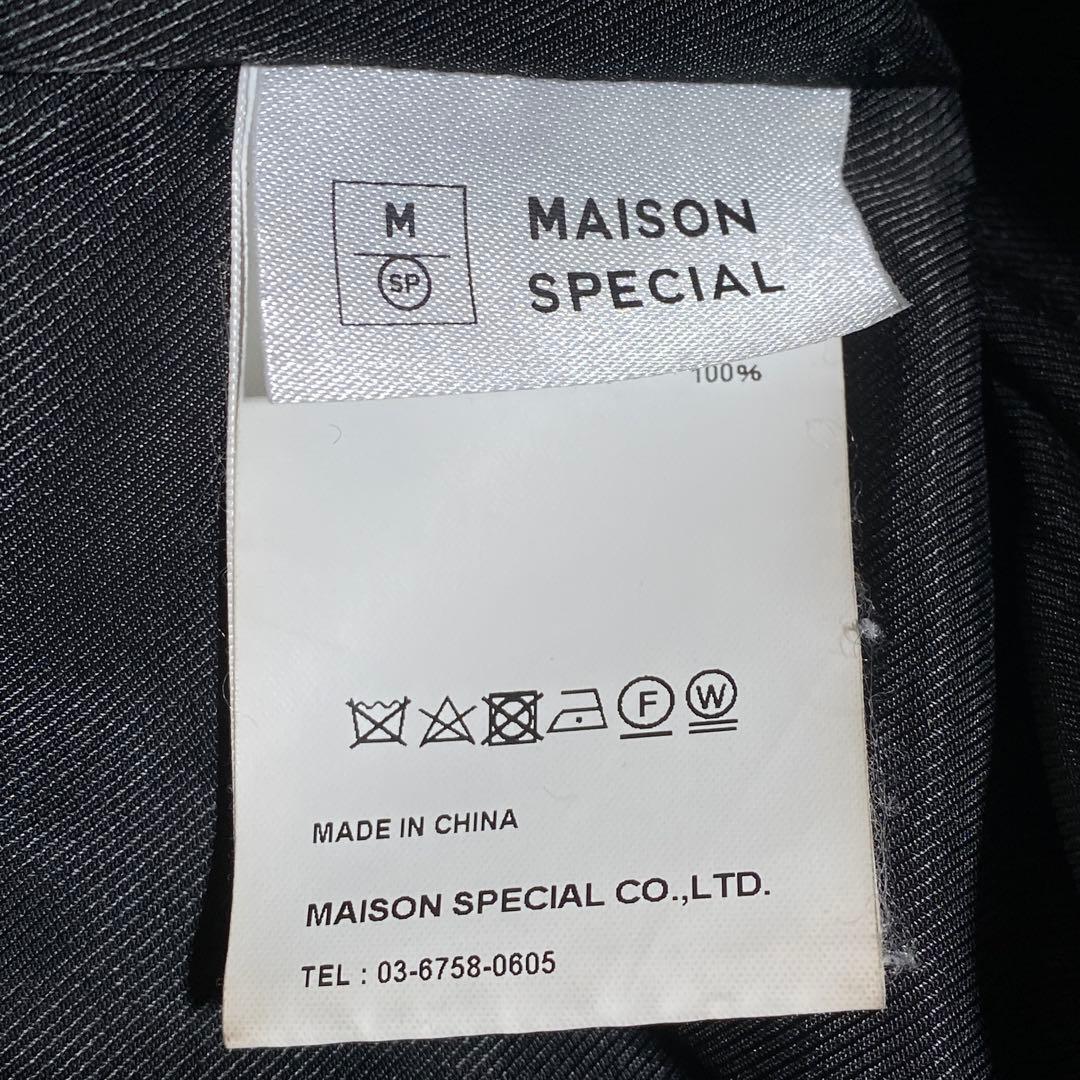 M
SP
MAISON
SPECIAL
100%
F W
MADE IN CHINA
MAISON SPECIAL CO.,LTD.
TEL : 03-6758-0605